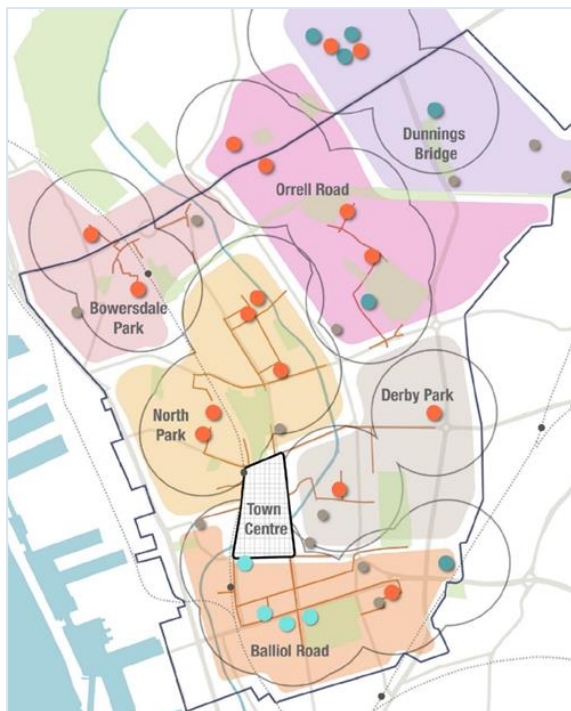 Dunnings
Bridge
Orrell Road
Bowersdale
Park
Derby Park
North
Park
Town
Centre
Balliol Road